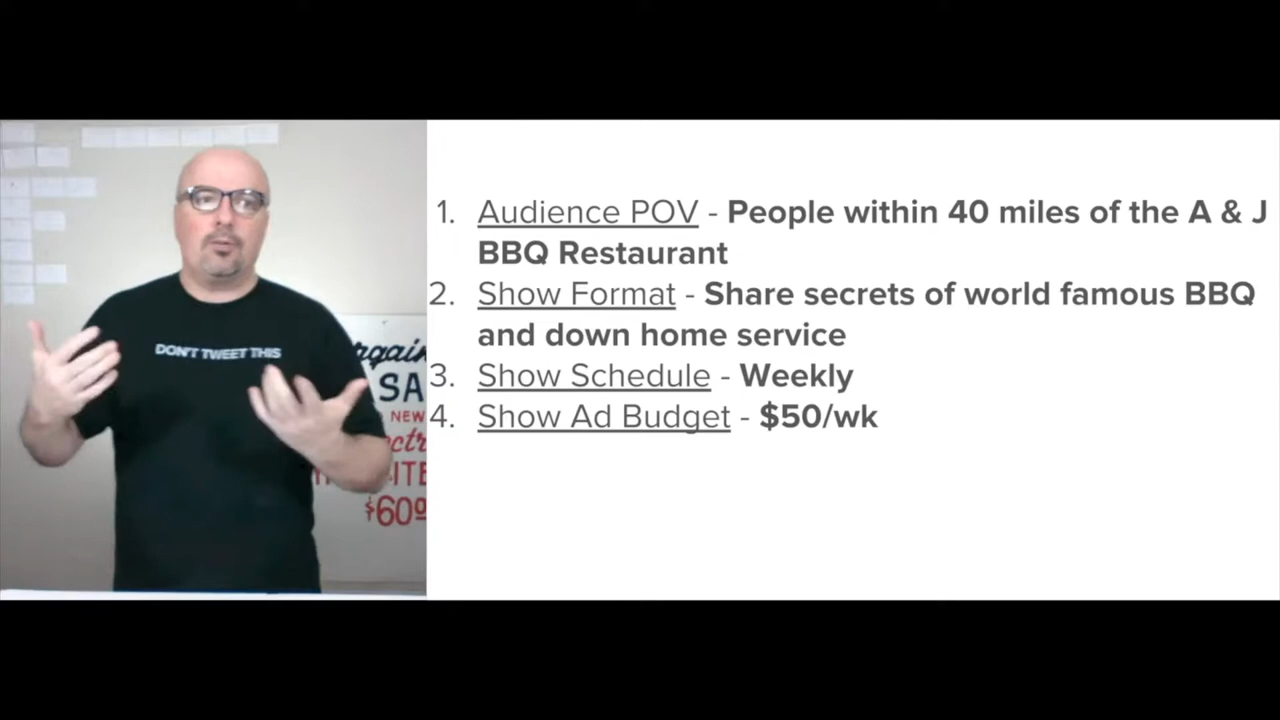 DON'T TWEET THIS
SA
NEW
$60
1. Audience POV - People within 40 miles of the A & J
BBQ Restaurant
2. Show Format - Share secrets of world famous BBQ
and down home service
3. Show Schedule - Weekly
4. Show Ad Budget - $50/wk